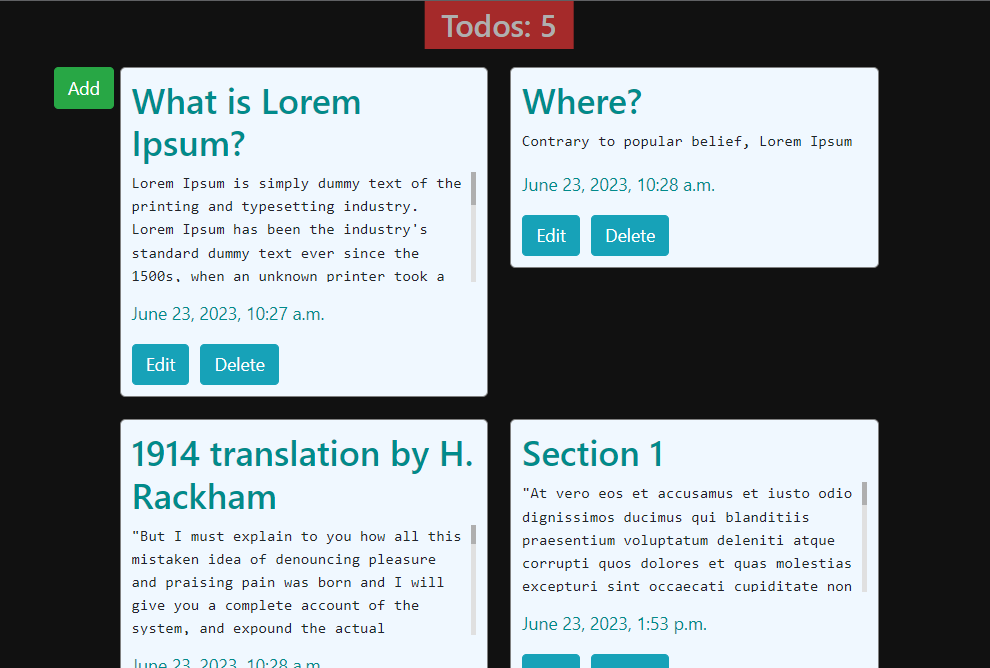 Todos: 5
Add
What is Lorem
Ipsum?
Lorem Ipsum is simply dummy text of the
printing and typesetting industry.
Lorem Ipsum has been the industry's
standard dummy text ever since the
1500s, when an unknown printer took a
June 23, 2023, 10:27 a.m.
Edit Delete
Where?
Contrary to popular belief, Lorem Ipsum
June 23, 2023, 10:28 a.m.
Edit Delete
1914 translation by H.
Rackham
"But I must explain to you how all this
mistaken idea of denouncing pleasure
and praising pain was born and I will
give you a complete account of the
system, and expound the actual
June 23, 2023, 10:28 a.m.
Section 1
"At vero eos et accusamus et iusto odio
dignissimos ducimus qui blanditiis
praesentium voluptatum deleniti atque
corrupti quos dolores et quas molestias
excepturi sint occaecati cupiditate non
June 23, 2023, 1:53 p.m.